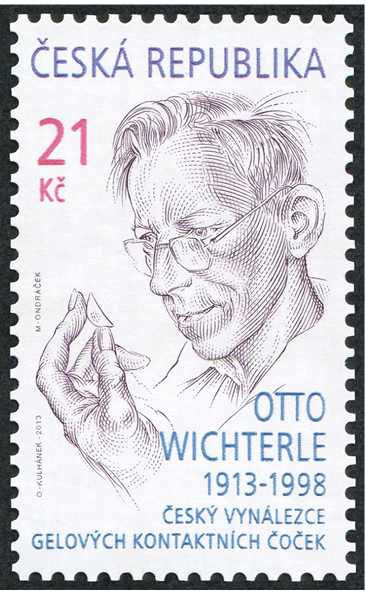 ČESKÁ REPUBLIKA
21
Kč
M. ONDRÁČEK
O. KULHÁNEK 2013
OTTO
WICHTERLE
1913-1998
ČESKÝ VYNÁLEZCE
GELOVÝCH KONTAKTNÍCH ČOČEK